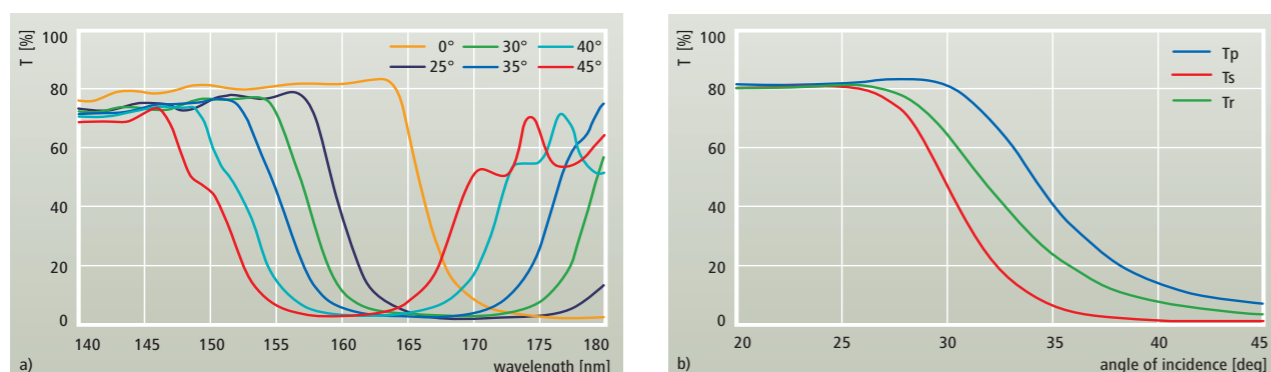 T [%]
100
80
60
40
20
0
0° 30° 40°
25° 35° 45°
140 145 150 155 160 165 170 175 180
a) wavelength [nm]
T [%]
100
80
60
40
20
0
Tp
Ts
Tr
20 25 30 35 40 45
b) angle of incidence [deg]